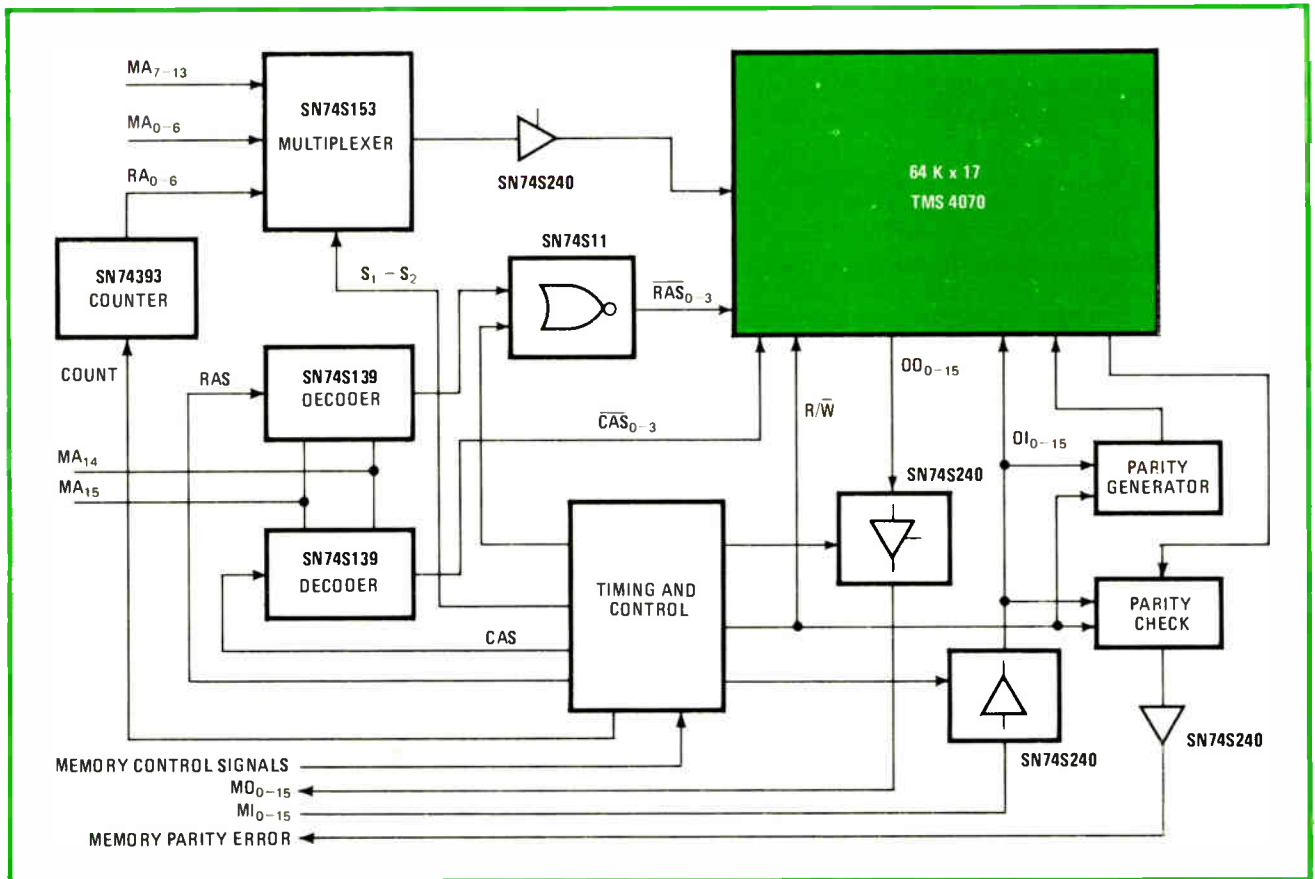 MA7–13
MA0–6
RA0–6
SN74S153
MULTIPLEXER
SN74S240
64 K x 17
TMS 4070
SN74393
COUNTER
S1 – S2
SN74S11
RAS0–3
COUNT
RAS
SN74S139
DECODER
MA14
MA15
SN74S139
DECODER
CAS0–3
CAS
R/W
OO0–15
OI0–15
SN74S240
TIMING AND
CONTROL
PARITY
GENERATOR
PARITY
CHECK
SN74S240
SN74S240
MEMORY CONTROL SIGNALS
MO0–15
MI0–15
MEMORY PARITY ERROR